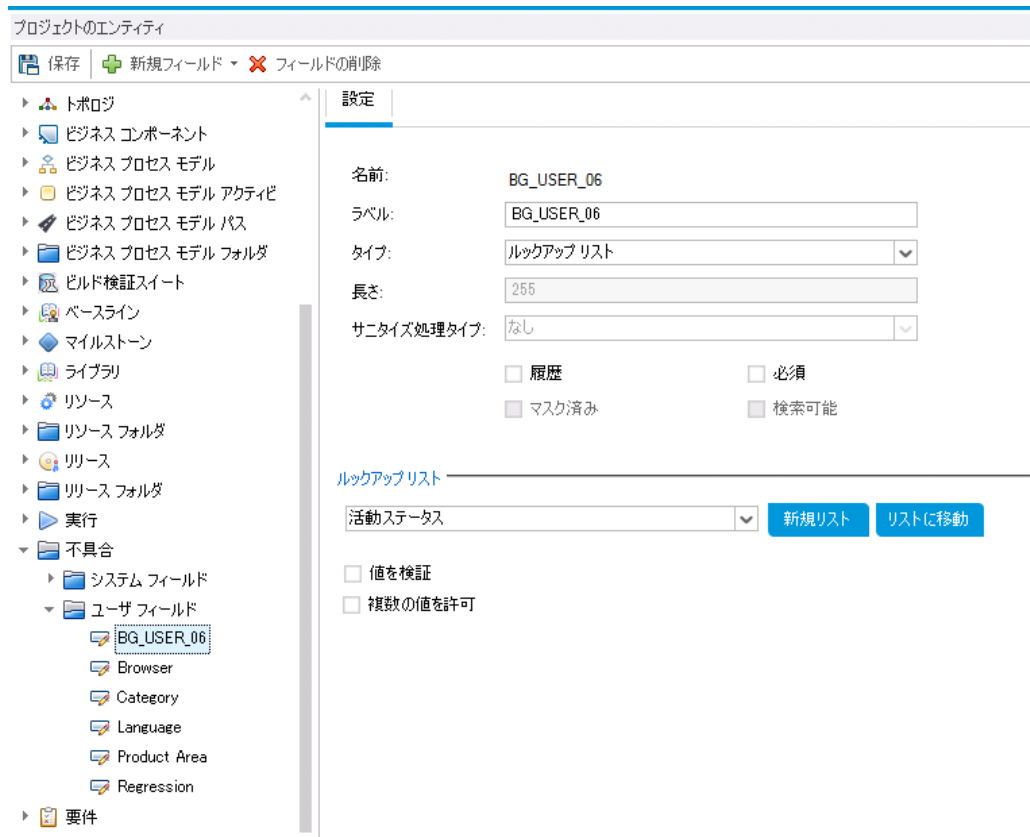 プロジェクトのエンティティ
保存 新規フィールド フィールドの削除
トポロジ
ビジネス コンポーネント
ビジネス プロセス モデル
ビジネス プロセス モデル アクティビ
ビジネス プロセス モデル パス
ビジネス プロセス モデル フォルダ
ビルド検証スイート
ベースライン
マイルストーン
ライブラリ
リソース
リソース フォルダ
リリース
リリース フォルダ
実行
不具合
システム フィールド
ユーザ フィールド
BG_USER_06
Browser
Category
Language
Product Area
Regression
要件
設定
名前: BG_USER_06
ラベル: BG_USER_06
タイプ: ルックアップ リスト
長さ: 255
サニタイズ処理タイプ: なし
履歴 必須
マスク済み 検索可能
ルックアップ リスト
活動ステータス 新規リスト リストに移動
値を検証
複数の値を許可